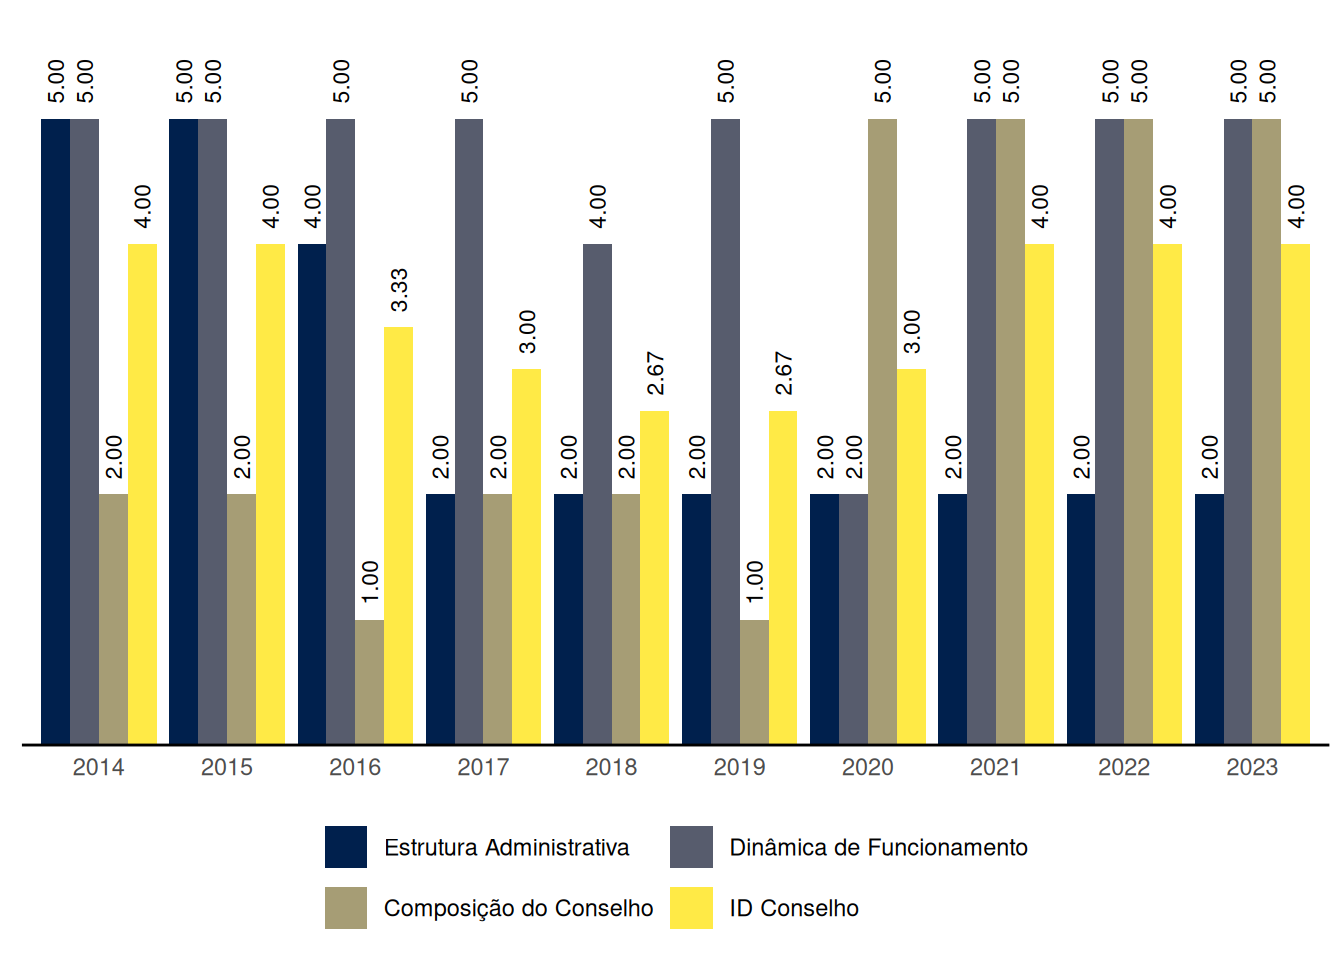 5.00 5.00 2.00 4.00
5.00 5.00 2.00 4.00
4.00 5.00 1.00 3.33
2.00 5.00 2.00 3.00
2.00 4.00 2.00 2.67
2.00 5.00 1.00 2.67
2.00 2.00 5.00 3.00
2.00 5.00 5.00 4.00
2.00 5.00 5.00 4.00
2.00 5.00 5.00 4.00
2014 2015 2016 2017 2018 2019 2020 2021 2022 2023
Estrutura Administrativa Dinâmica de Funcionamento
Composição do Conselho ID Conselho